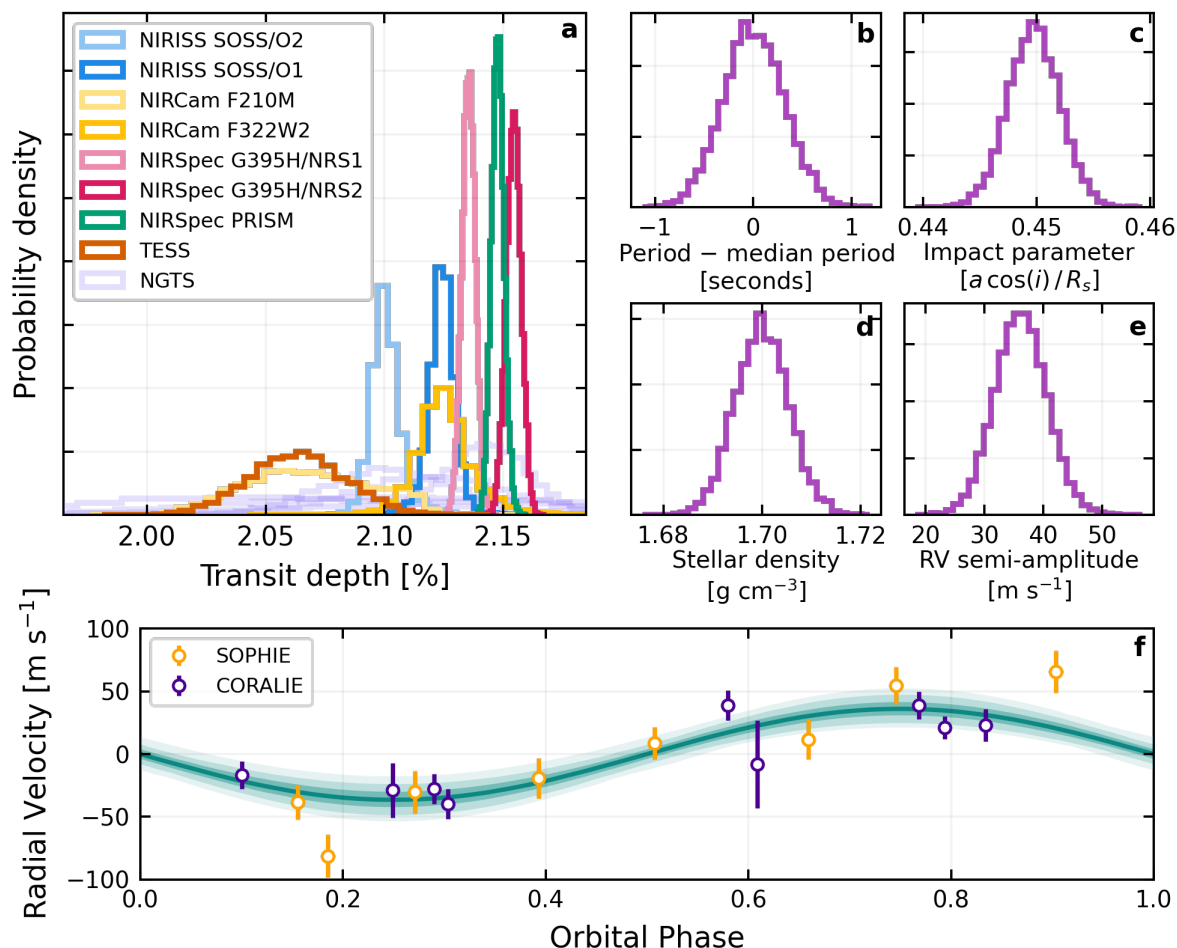 a
NIRISS SOSS/O2
NIRISS SOSS/O1
NIRCam F210M
NIRCam F322W2
NIRSpec G395H/NRS1
NIRSpec G395H/NRS2
NIRSpec PRISM
TESS
NGTS
Probability density
2.00 2.05 2.10 2.15
Transit depth [%]
b
−1 0 1
Period − median period
[seconds]
c
0.44 0.45 0.46
Impact parameter
[a cos(i) / Rs]
d
1.68 1.70 1.72
Stellar density
[g cm−3]
e
20 30 40 50
RV semi-amplitude
[m s−1]
f
SOPHIE
CORALIE
Radial Velocity [m s−1]
100
50
0
−50
−100
0.0 0.2 0.4 0.6 0.8 1.0
Orbital Phase